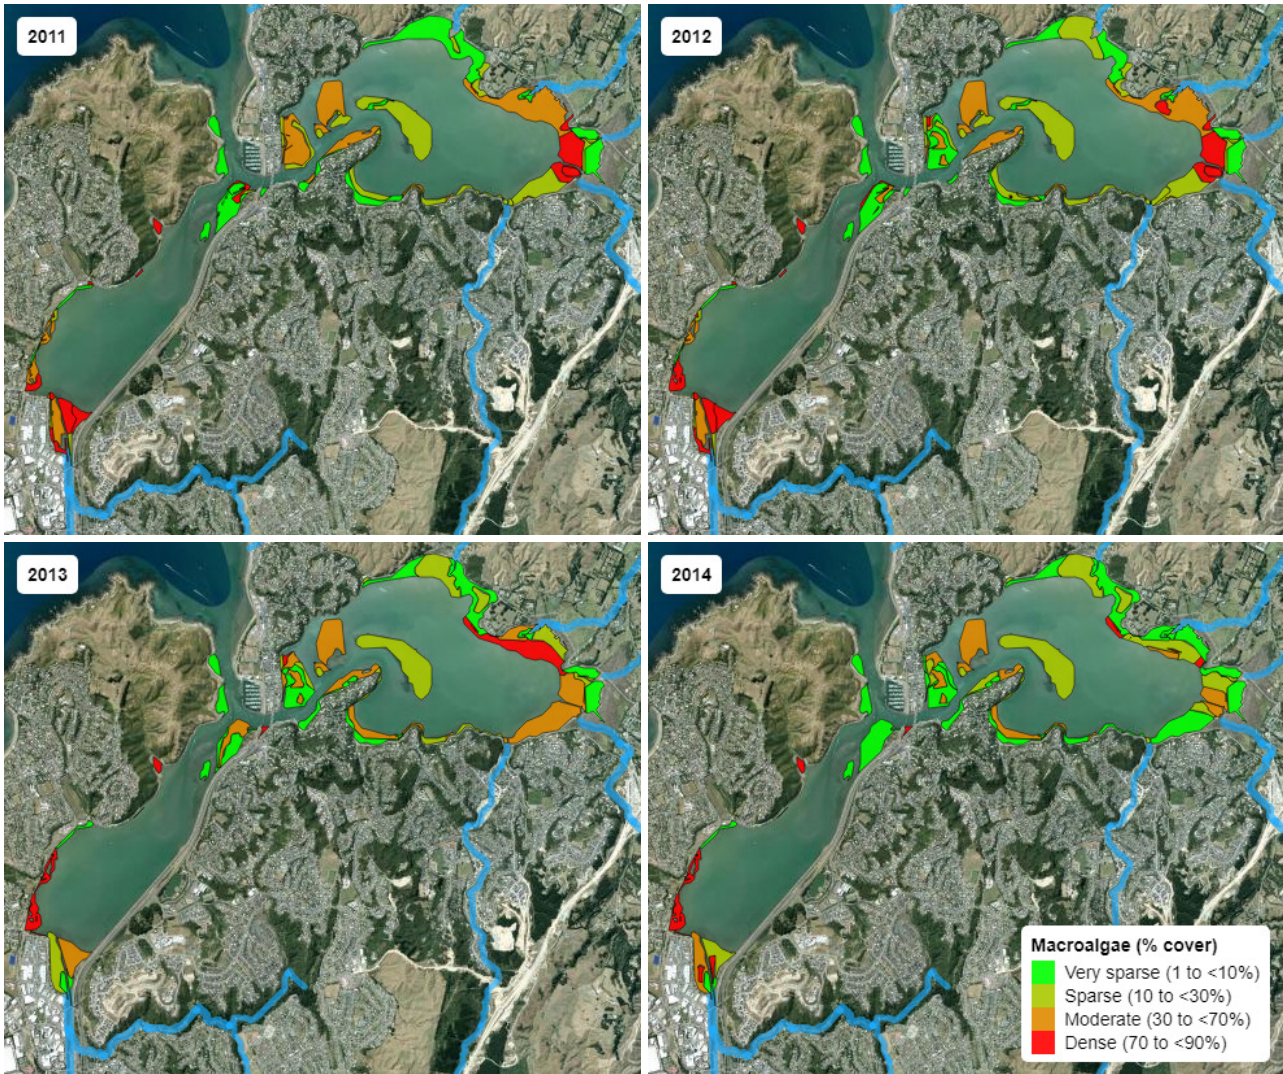 2011
2012
2013
2014
Macroalgae (% cover)
Very sparse (1 to <10%)
Sparse (10 to <30%)
Moderate (30 to <70%)
Dense (70 to <90%)